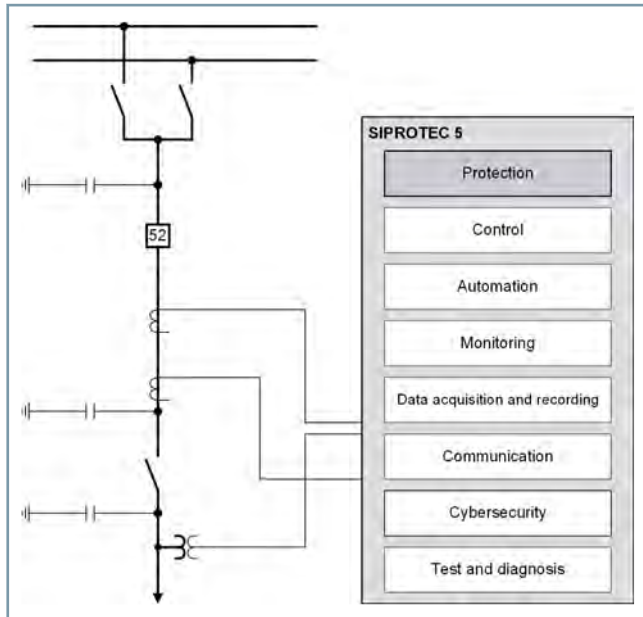 SIPROTEC 5
Protection
Control
52
Automation
Monitoring
Data acquisition and recording
Communication
Cybersecurity
Test and diagnosis